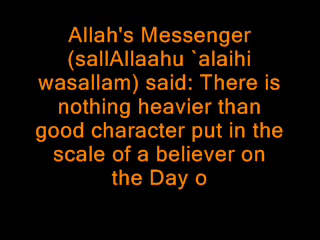 Allah's Messenger
(sallAllaahu `alaihi
wasallam) said: There is
nothing heavier than
good character put in the
scale of a believer on
the Day o